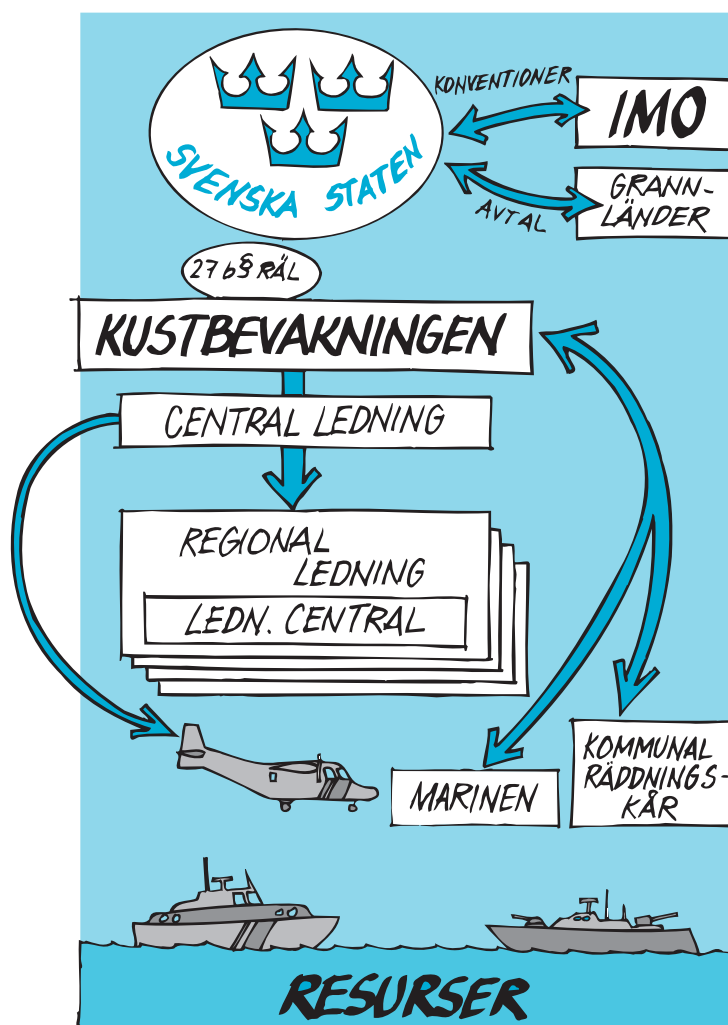 KONVENTIONER
IMO
SVENSKA STATEN
GRANN-
LÄNDER
AVTAL
27 b § RÄL
KUSTBEVAKNINGEN
CENTRAL LEDNING
REGIONAL
LEDNING
LEDN. CENTRAL
MARINEN
KOMMUNAL
RÄDDNINGS-
KÅR
RESURSER